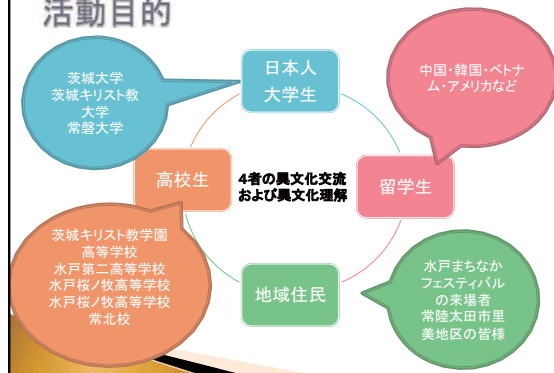 活動目的
茨城大学
茨城キリスト教
大学
常磐大学
日本人
大学生
中国・韓国・ベトナ
ム・アメリカなど
高校生
4者の異文化交流
および異文化理解
留学生
茨城キリスト教学園
高等学校
水戸第二高等学校
水戸桜ノ牧高等学校
水戸桜ノ牧高等学校
常北校
地域住民
水戸まちなか
フェスティバル
の来場者
常陸太田市里
美地区の皆様